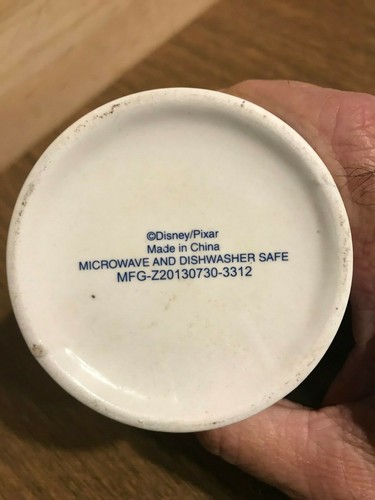 ©Disney/Pixar
Made in China
MICROWAVE AND DISHWASHER SAFE
MFG-Z20130730-3312